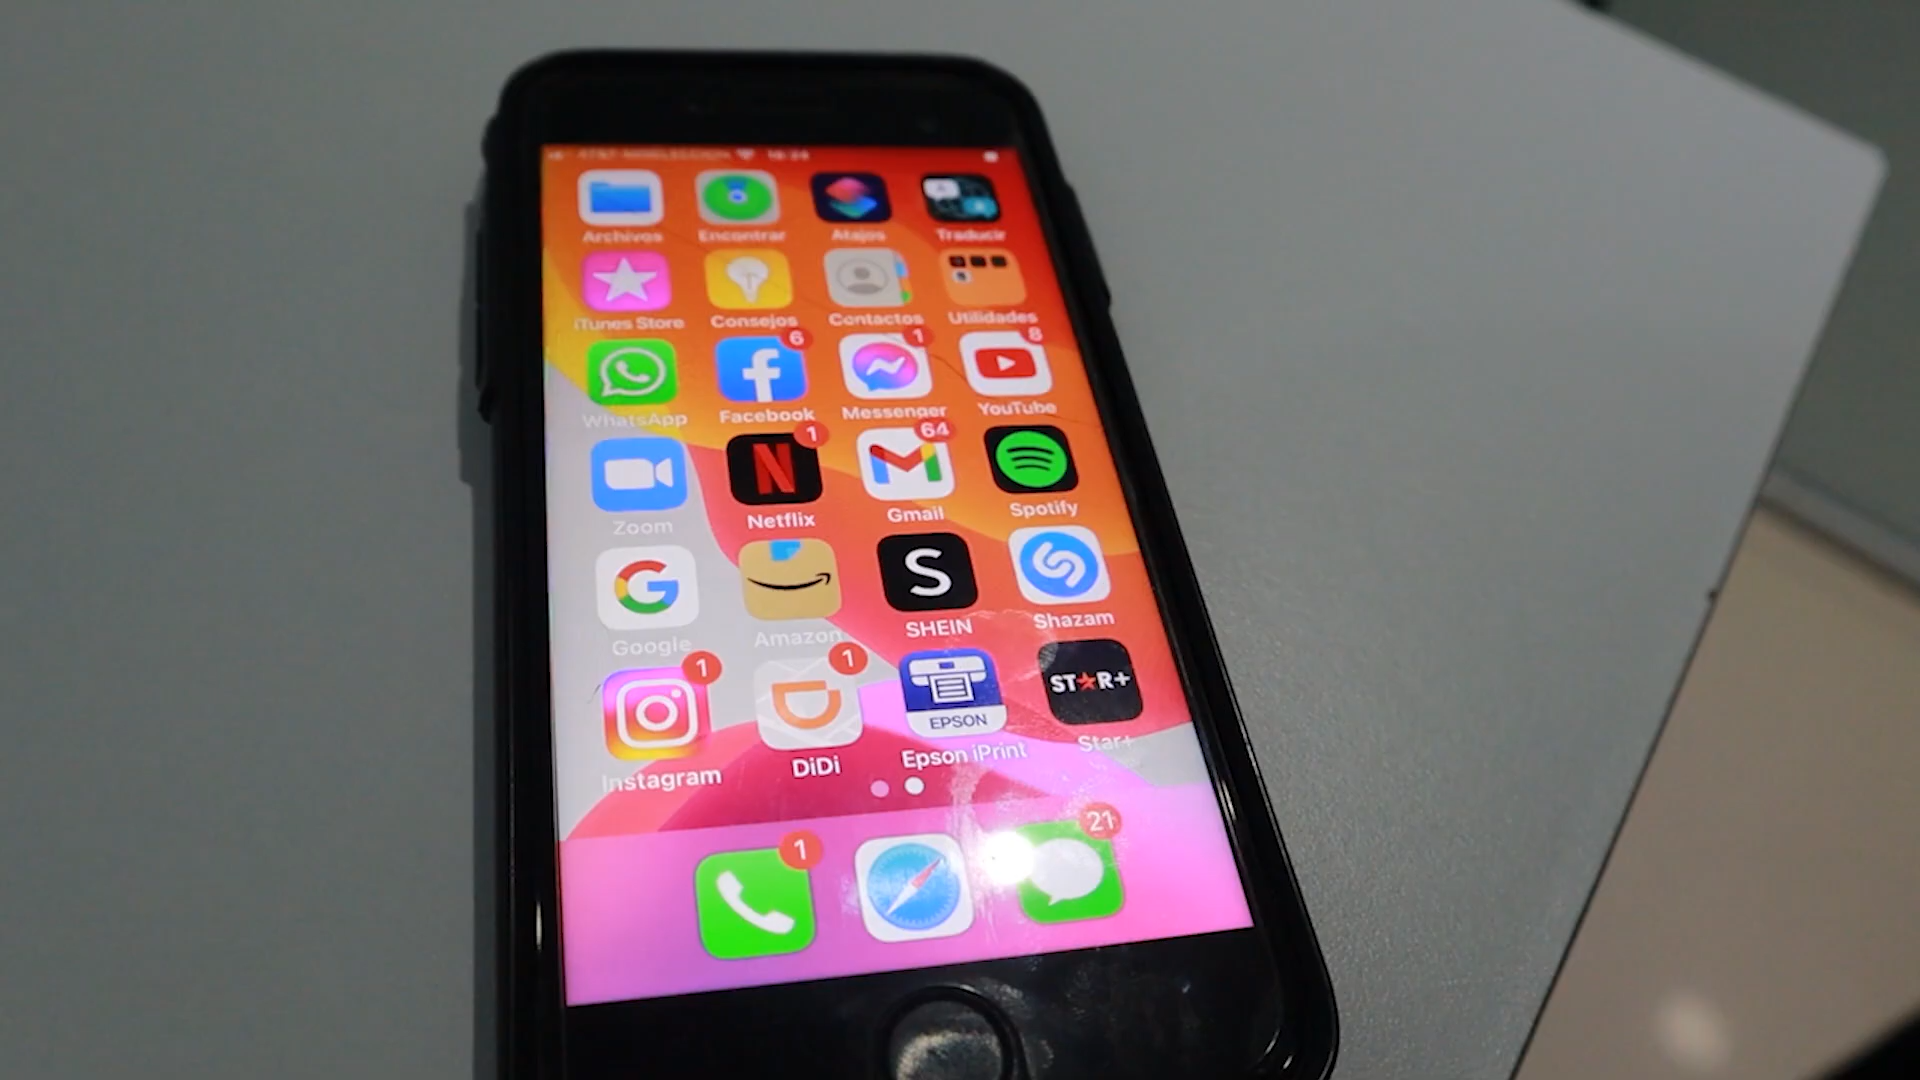 Archivos Encontrar Atajos Traducir
iTunes Store Consejos Contactos Utilidades
6 1 8
WhatsApp Facebook Messenger YouTube
1 64
N
Zoom Netflix Gmail Spotify
G S
Google Amazon SHEIN Shazam
1 1 EPSON ST★R+
Instagram DiDi Epson iPrint Star+
1 21